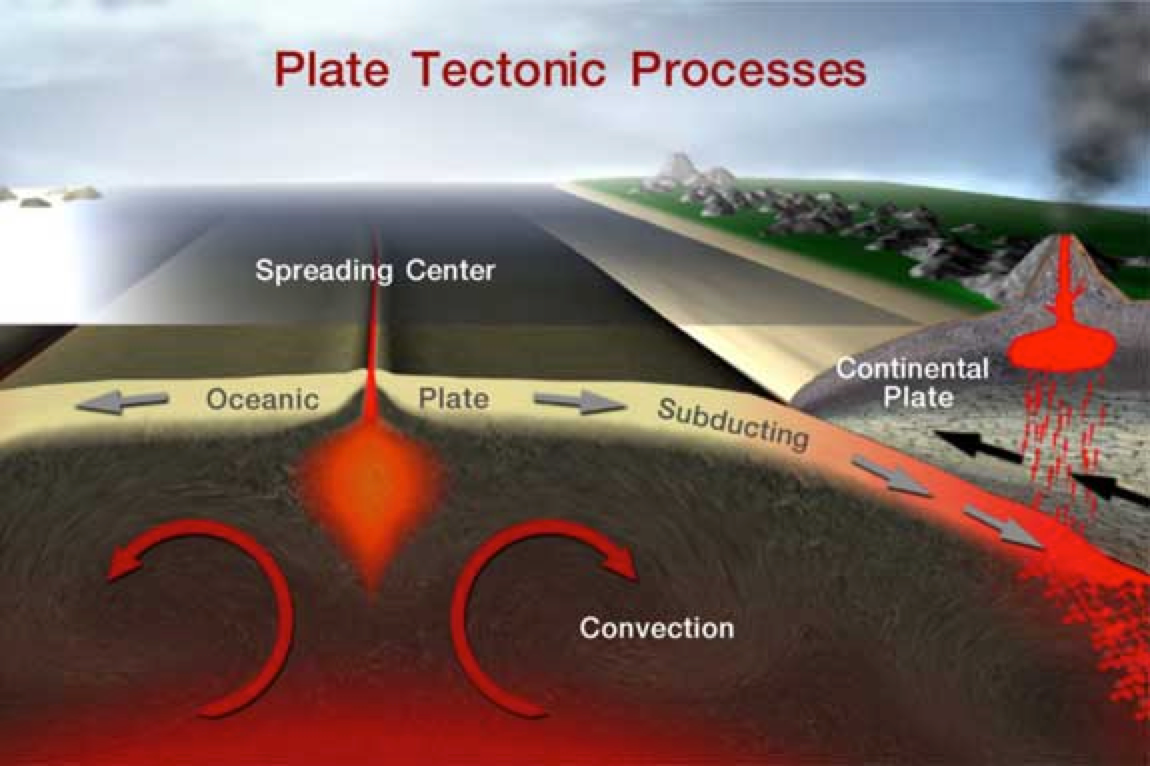 Plate Tectonic Processes
Spreading Center
Continental
Plate
Oceanic Plate
Subducting
Convection